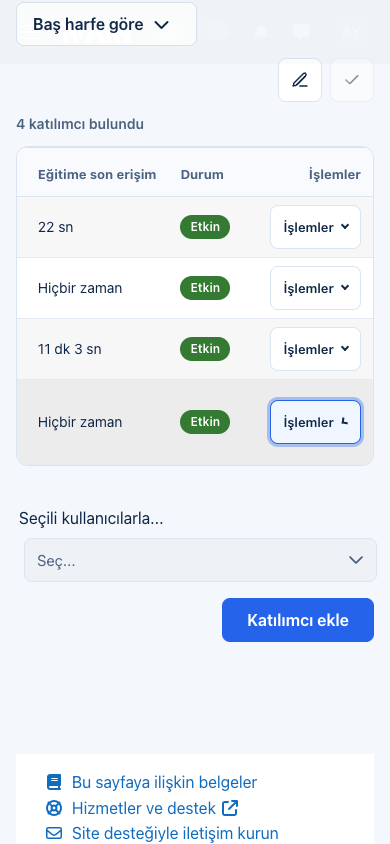 Baş harfe göre
4 katılımcı bulundu
Eğitime son erişim Durum İşlemler
22 sn Etkin İşlemler
Hiçbir zaman Etkin İşlemler
11 dk 3 sn Etkin İşlemler
Hiçbir zaman Etkin İşlemler
Seçili kullanıcılarla...
Seç...
Katılımcı ekle
Bu sayfaya ilişkin belgeler
Hizmetler ve destek
Site desteğiyle iletişim kurun